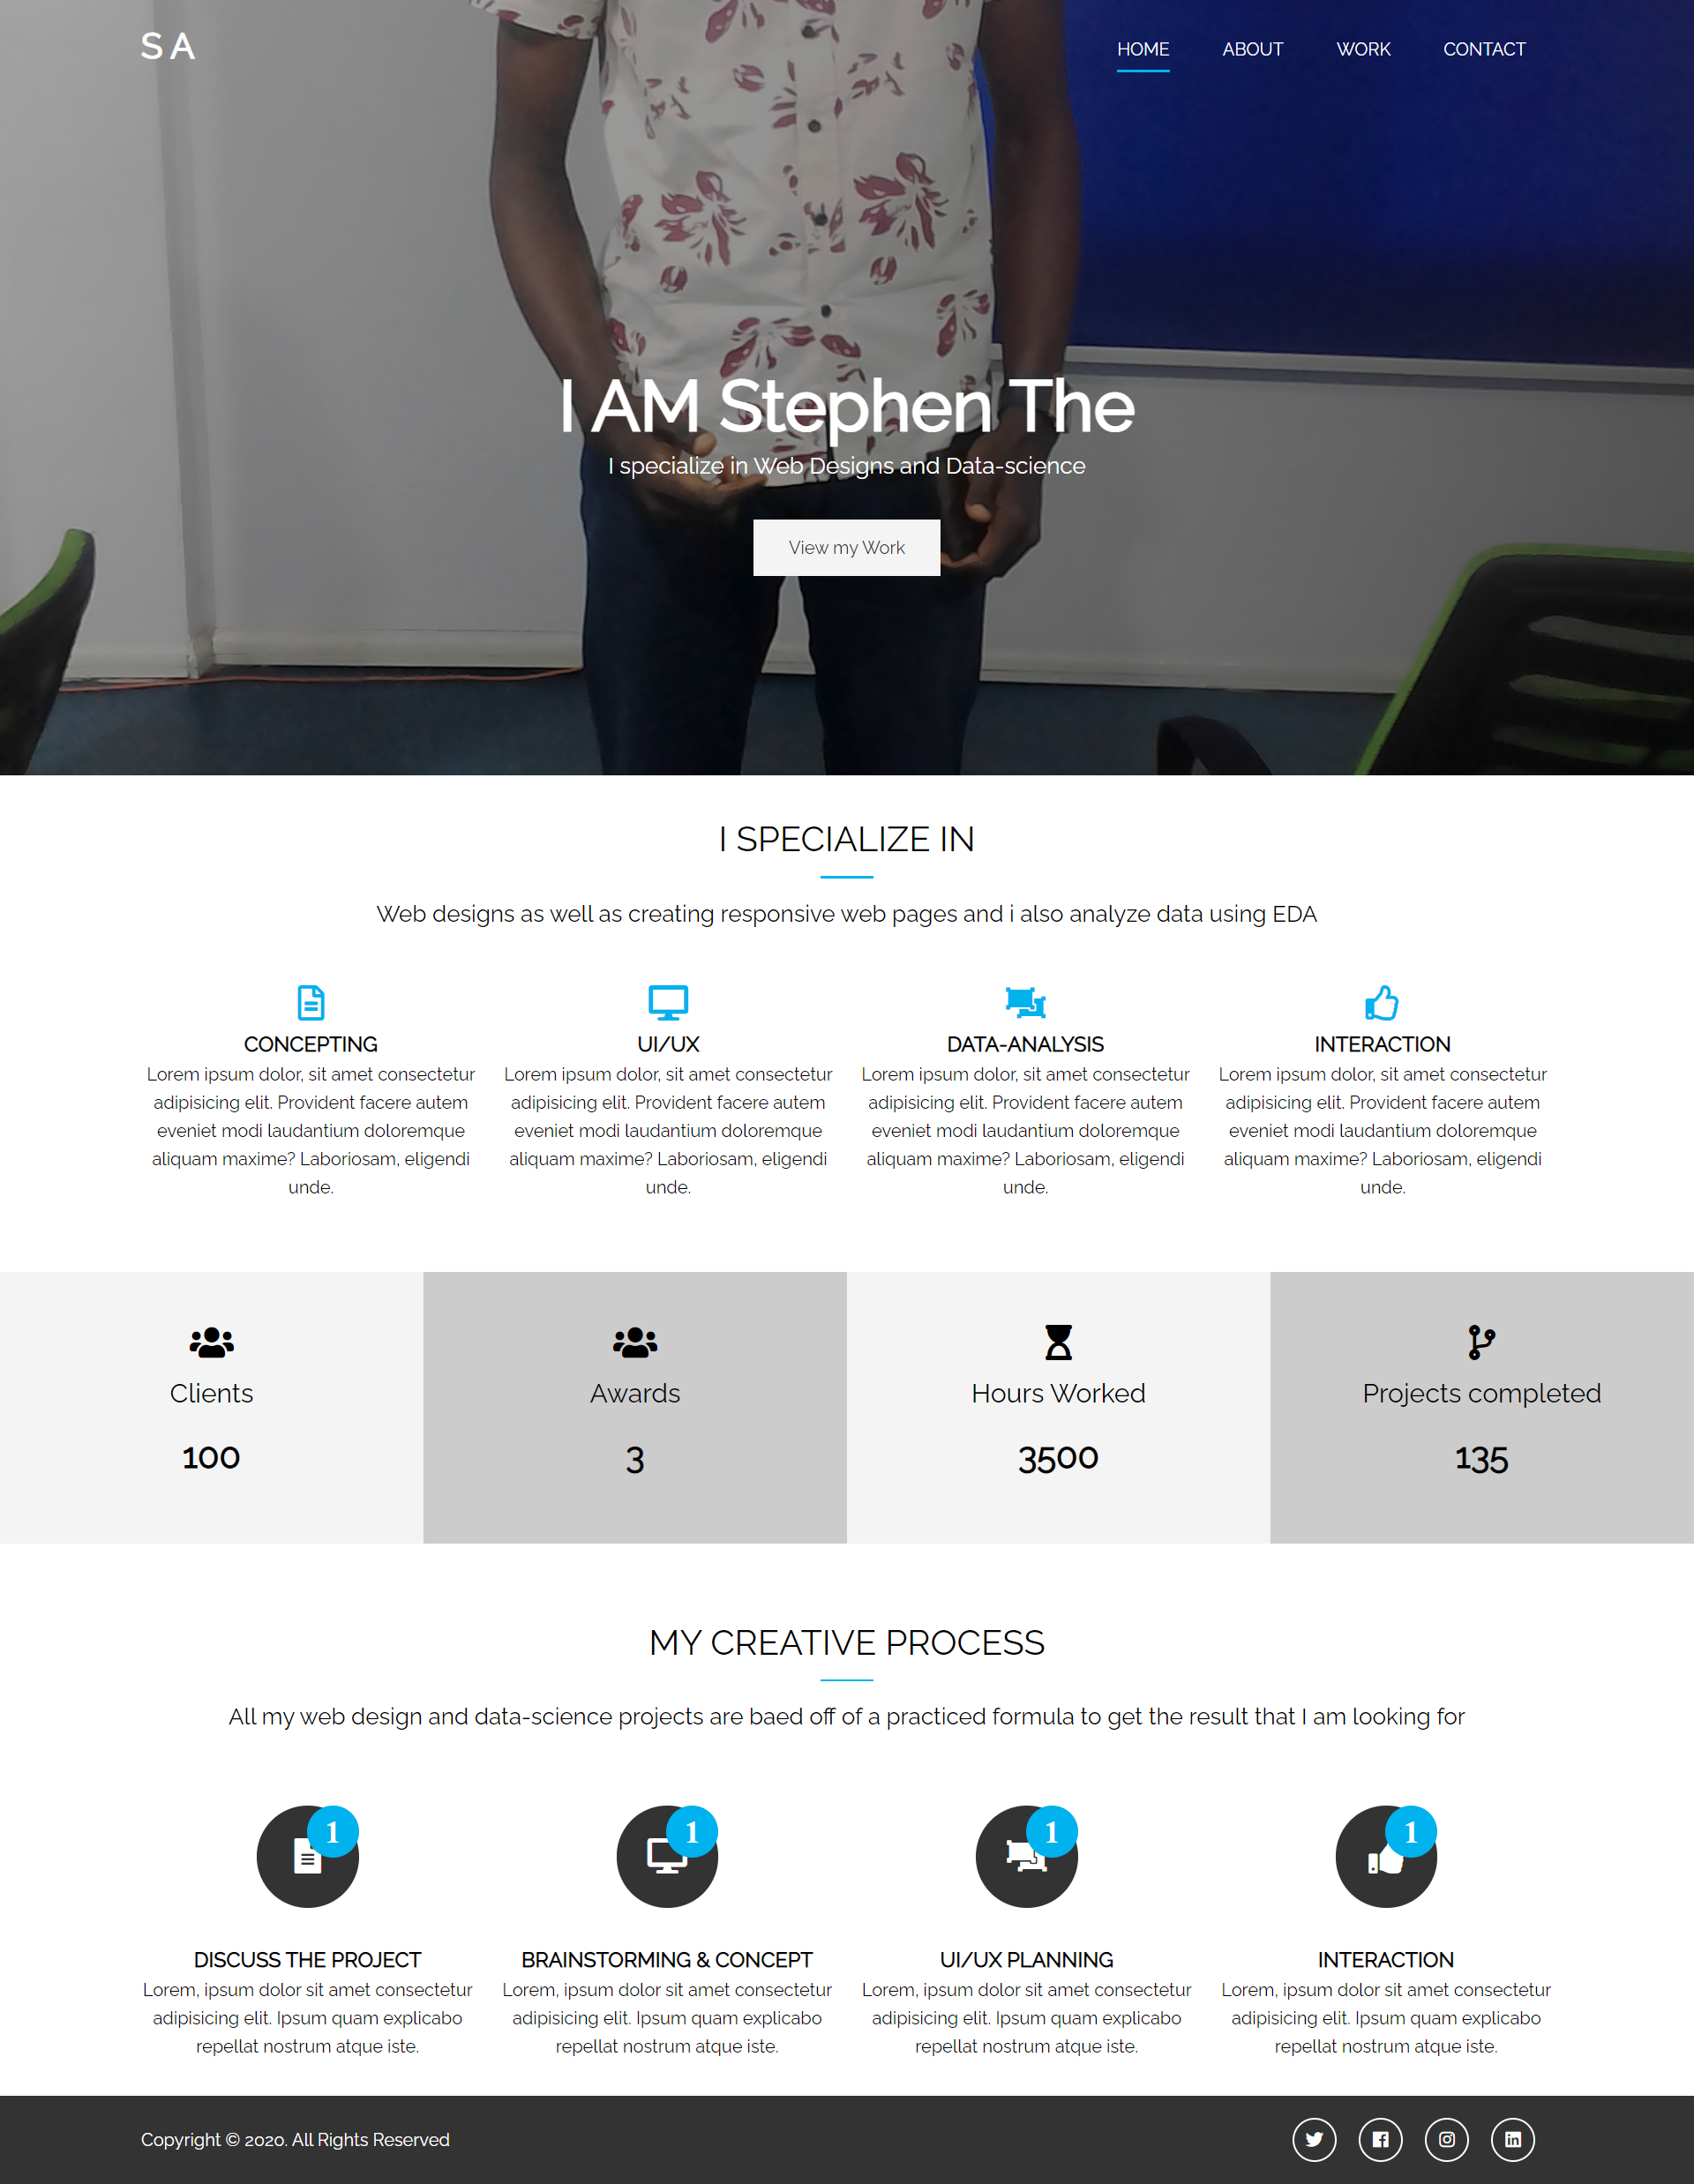 S A
HOME ABOUT WORK CONTACT
I AM Stephen The
I specialize in Web Designs and Data-science
View my Work
I SPECIALIZE IN
Web designs as well as creating responsive web pages and i also analyze data using EDA
CONCEPTING
Lorem ipsum dolor, sit amet consectetur
adipisicing elit. Provident facere autem
eveniet modi laudantium doloremque
aliquam maxime? Laboriosam, eligendi
unde.
UI/UX
Lorem ipsum dolor, sit amet consectetur
adipisicing elit. Provident facere autem
eveniet modi laudantium doloremque
aliquam maxime? Laboriosam, eligendi
unde.
DATA-ANALYSIS
Lorem ipsum dolor, sit amet consectetur
adipisicing elit. Provident facere autem
eveniet modi laudantium doloremque
aliquam maxime? Laboriosam, eligendi
unde.
INTERACTION
Lorem ipsum dolor, sit amet consectetur
adipisicing elit. Provident facere autem
eveniet modi laudantium doloremque
aliquam maxime? Laboriosam, eligendi
unde.
Clients
100
Awards
3
Hours Worked
3500
Projects completed
135
MY CREATIVE PROCESS
All my web design and data-science projects are baed off of a practiced formula to get the result that I am looking for
1
DISCUSS THE PROJECT
Lorem, ipsum dolor sit amet consectetur
adipisicing elit. Ipsum quam explicabo
repellat nostrum atque iste.
1
BRAINSTORMING & CONCEPT
Lorem, ipsum dolor sit amet consectetur
adipisicing elit. Ipsum quam explicabo
repellat nostrum atque iste.
1
UI/UX PLANNING
Lorem, ipsum dolor sit amet consectetur
adipisicing elit. Ipsum quam explicabo
repellat nostrum atque iste.
1
INTERACTION
Lorem, ipsum dolor sit amet consectetur
adipisicing elit. Ipsum quam explicabo
repellat nostrum atque iste.
Copyright © 2020. All Rights Reserved